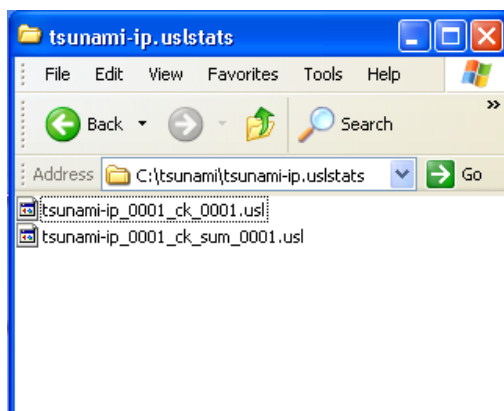 tsunami-ip.uslstats
File Edit View Favorites Tools Help
Back Search »
Address C:\tsunami\tsunami-ip.uslstats Go
tsunami-ip_0001_ck_0001.usl
tsunami-ip_0001_ck_sum_0001.usl